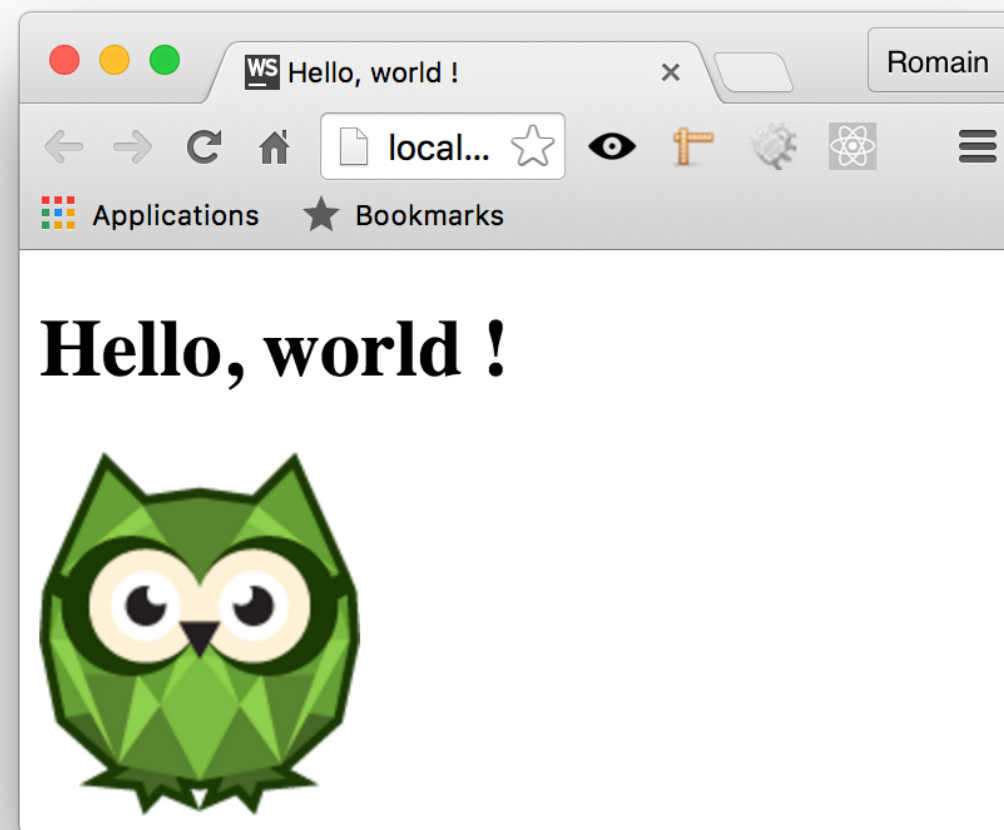 WS Hello, world !
Romain
local...
Applications
Bookmarks
Hello, world !